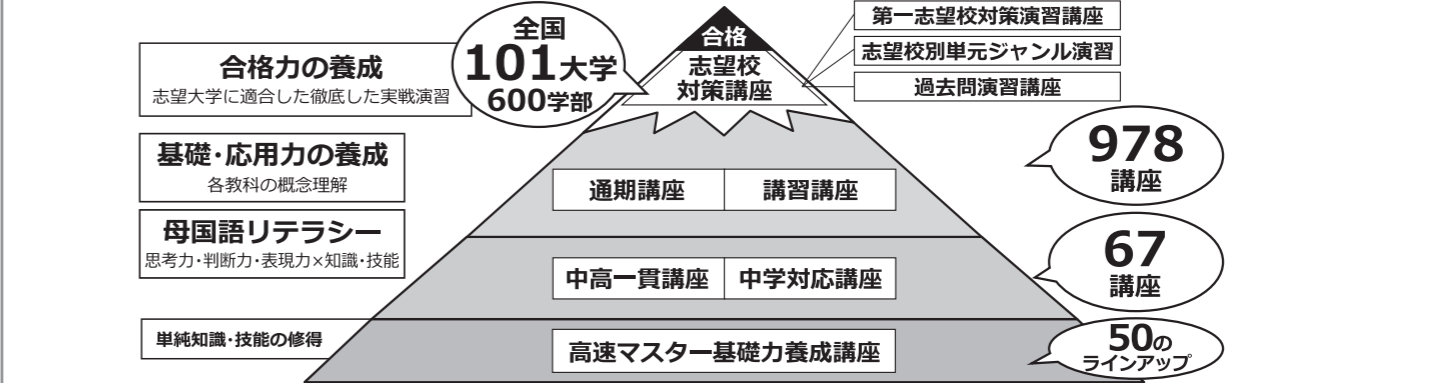 合格力の養成
志望大学に適合した徹底した実戦演習
全国
101大学
600学部
合格
志望校
対策講座
第一志望校対策演習講座
志望校別単元ジャンル演習
過去問演習講座
基礎・応用力の養成
各教科の概念理解
通期講座
講習講座
978
講座
母国語リテラシー
思考力・判断力・表現力×知識・技能
中高一貫講座
中学対応講座
67
講座
単純知識・技能の修得
高速マスター基礎力養成講座
50の
ラインアップ